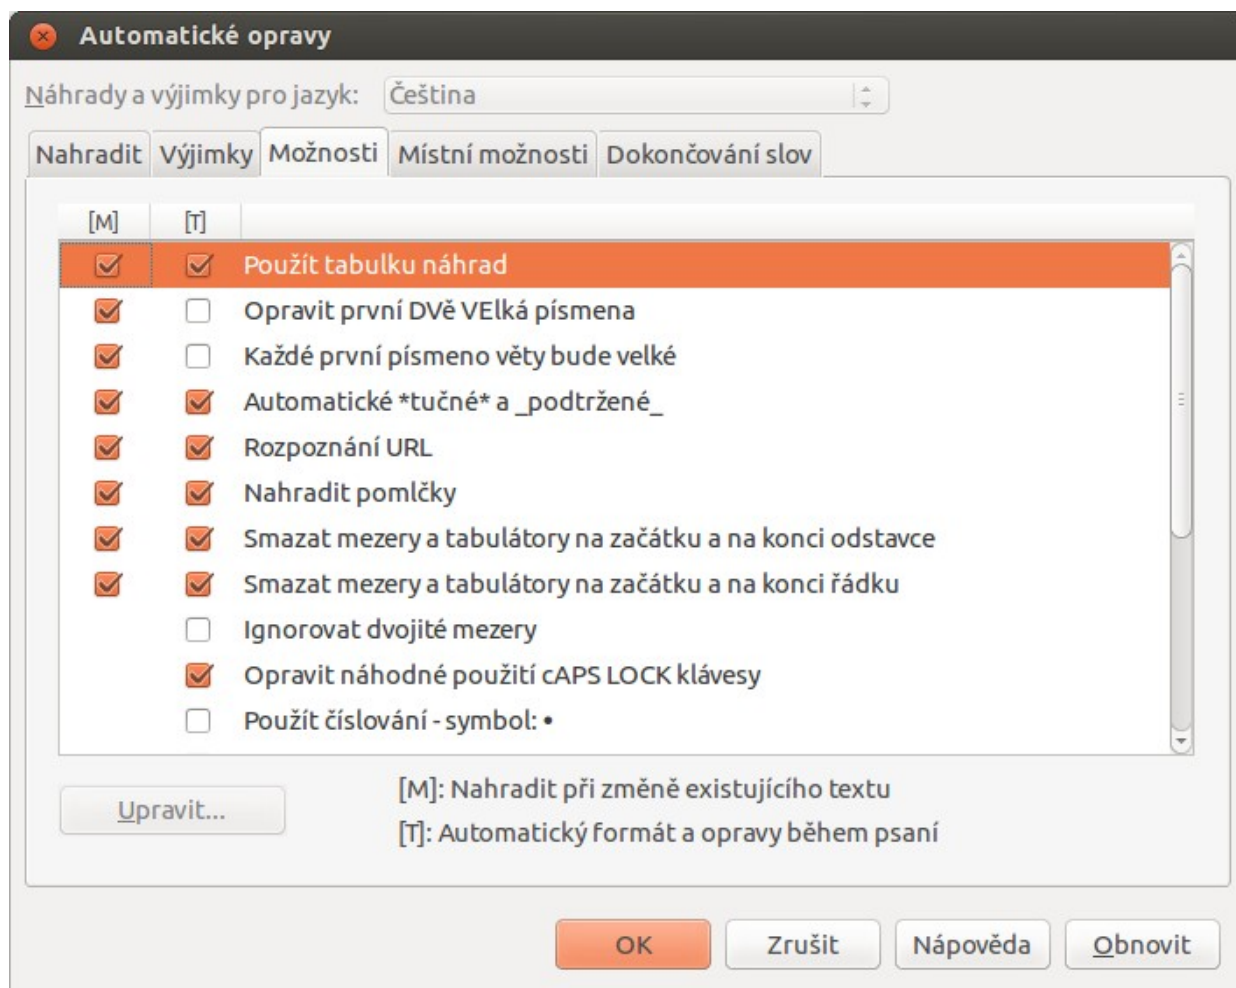 Automatické opravy
Náhrady a výjimky pro jazyk: Čeština
Nahradit Výjimky Možnosti Místní možnosti Dokončování slov
[M] [T]
Použít tabulku náhrad
Opravit první DVě VElká písmena
Každé první písmeno věty bude velké
Automatické *tučné* a _podtržené_
Rozpoznání URL
Nahradit pomlčky
Smazat mezery a tabulátory na začátku a na konci odstavce
Smazat mezery a tabulátory na začátku a na konci řádku
Ignorovat dvojité mezery
Opravit náhodné použití cAPS LOCK klávesy
Použít číslování - symbol: •
Upravit...
[M]: Nahradit při změně existujícího textu
[T]: Automatický formát a opravy během psaní
OK Zrušit Nápověda Obnovit